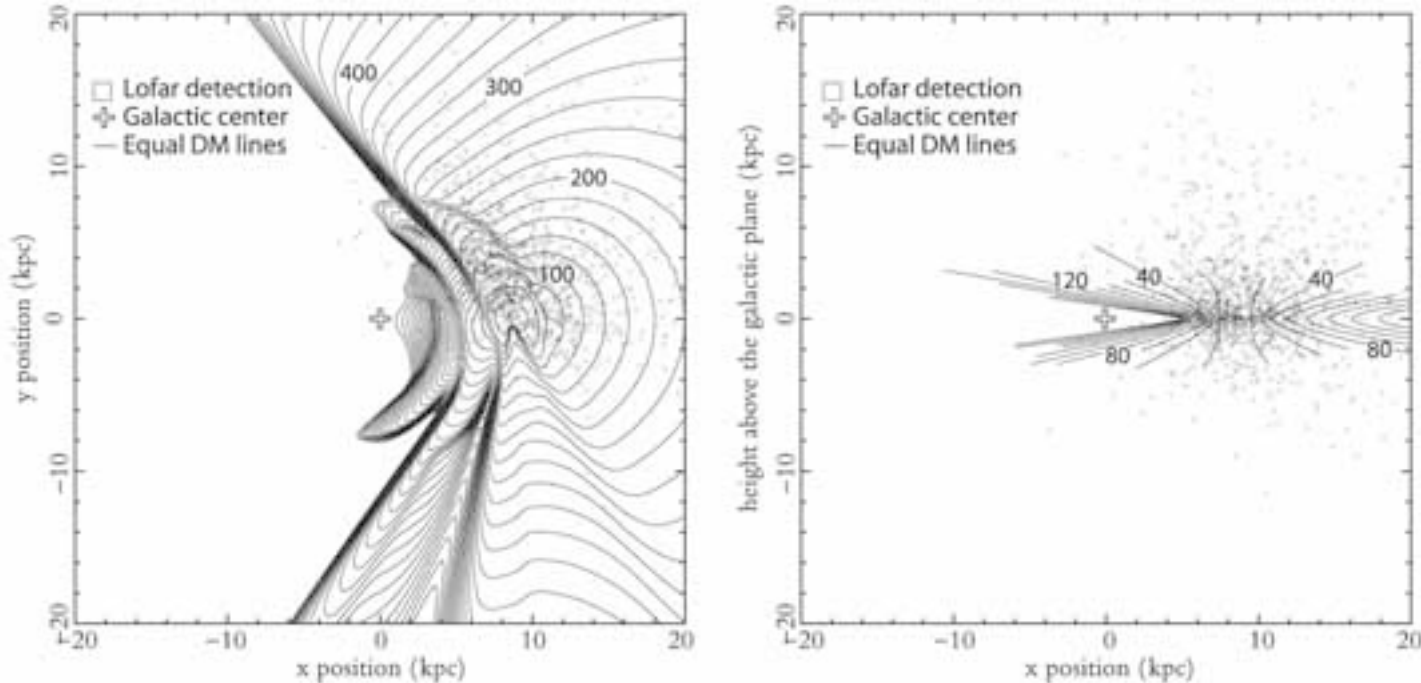 20
10
0
−10
−20
−20
−10
0
10
20
y position (kpc)
x position (kpc)
Lofar detection
Galactic center
Equal DM lines
400
300
200
100
20
10
0
−10
−20
−20
−10
0
10
20
height above the galactic plane (kpc)
x position (kpc)
Lofar detection
Galactic center
Equal DM lines
120
40
40
80
80